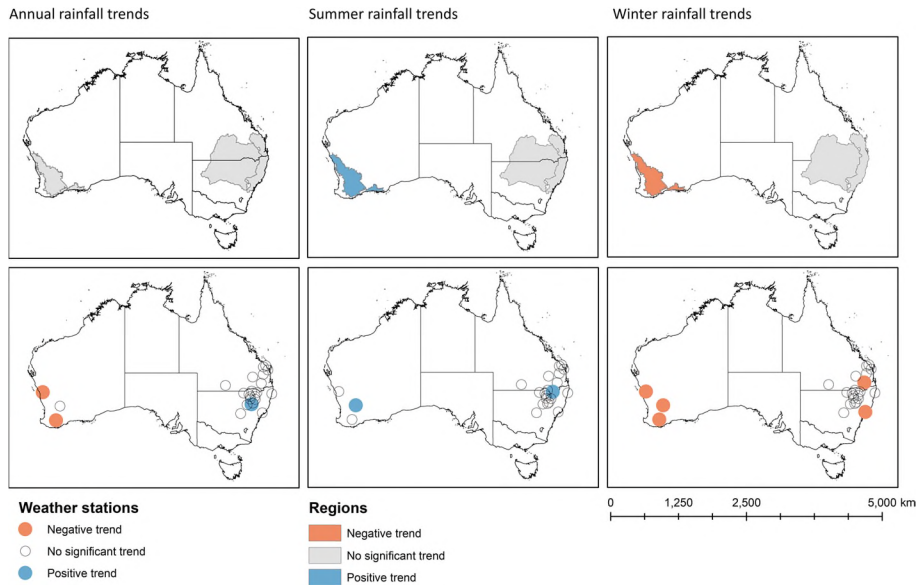 Annual rainfall trends
Summer rainfall trends
Winter rainfall trends
Weather stations
Negative trend
No significant trend
Positive trend
Regions
Negative trend
No significant trend
Positive trend
0 1,250 2,500 5,000 km